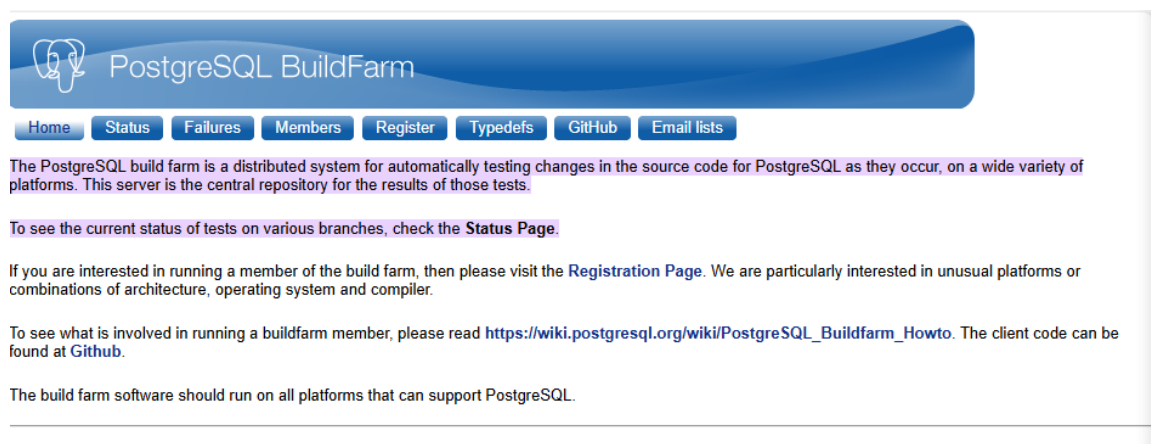 PostgreSQL BuildFarm
Home Status Failures Members Register Typedefs GitHub Email lists
The PostgreSQL build farm is a distributed system for automatically testing changes in the source code for PostgreSQL as they occur, on a wide variety of
platforms. This server is the central repository for the results of those tests.
To see the current status of tests on various branches, check the Status Page.
If you are interested in running a member of the build farm, then please visit the Registration Page. We are particularly interested in unusual platforms or
combinations of architecture, operating system and compiler.
To see what is involved in running a buildfarm member, please read https://wiki.postgresql.org/wiki/PostgreSQL_Buildfarm_Howto. The client code can be
found at Github.
The build farm software should run on all platforms that can support PostgreSQL.